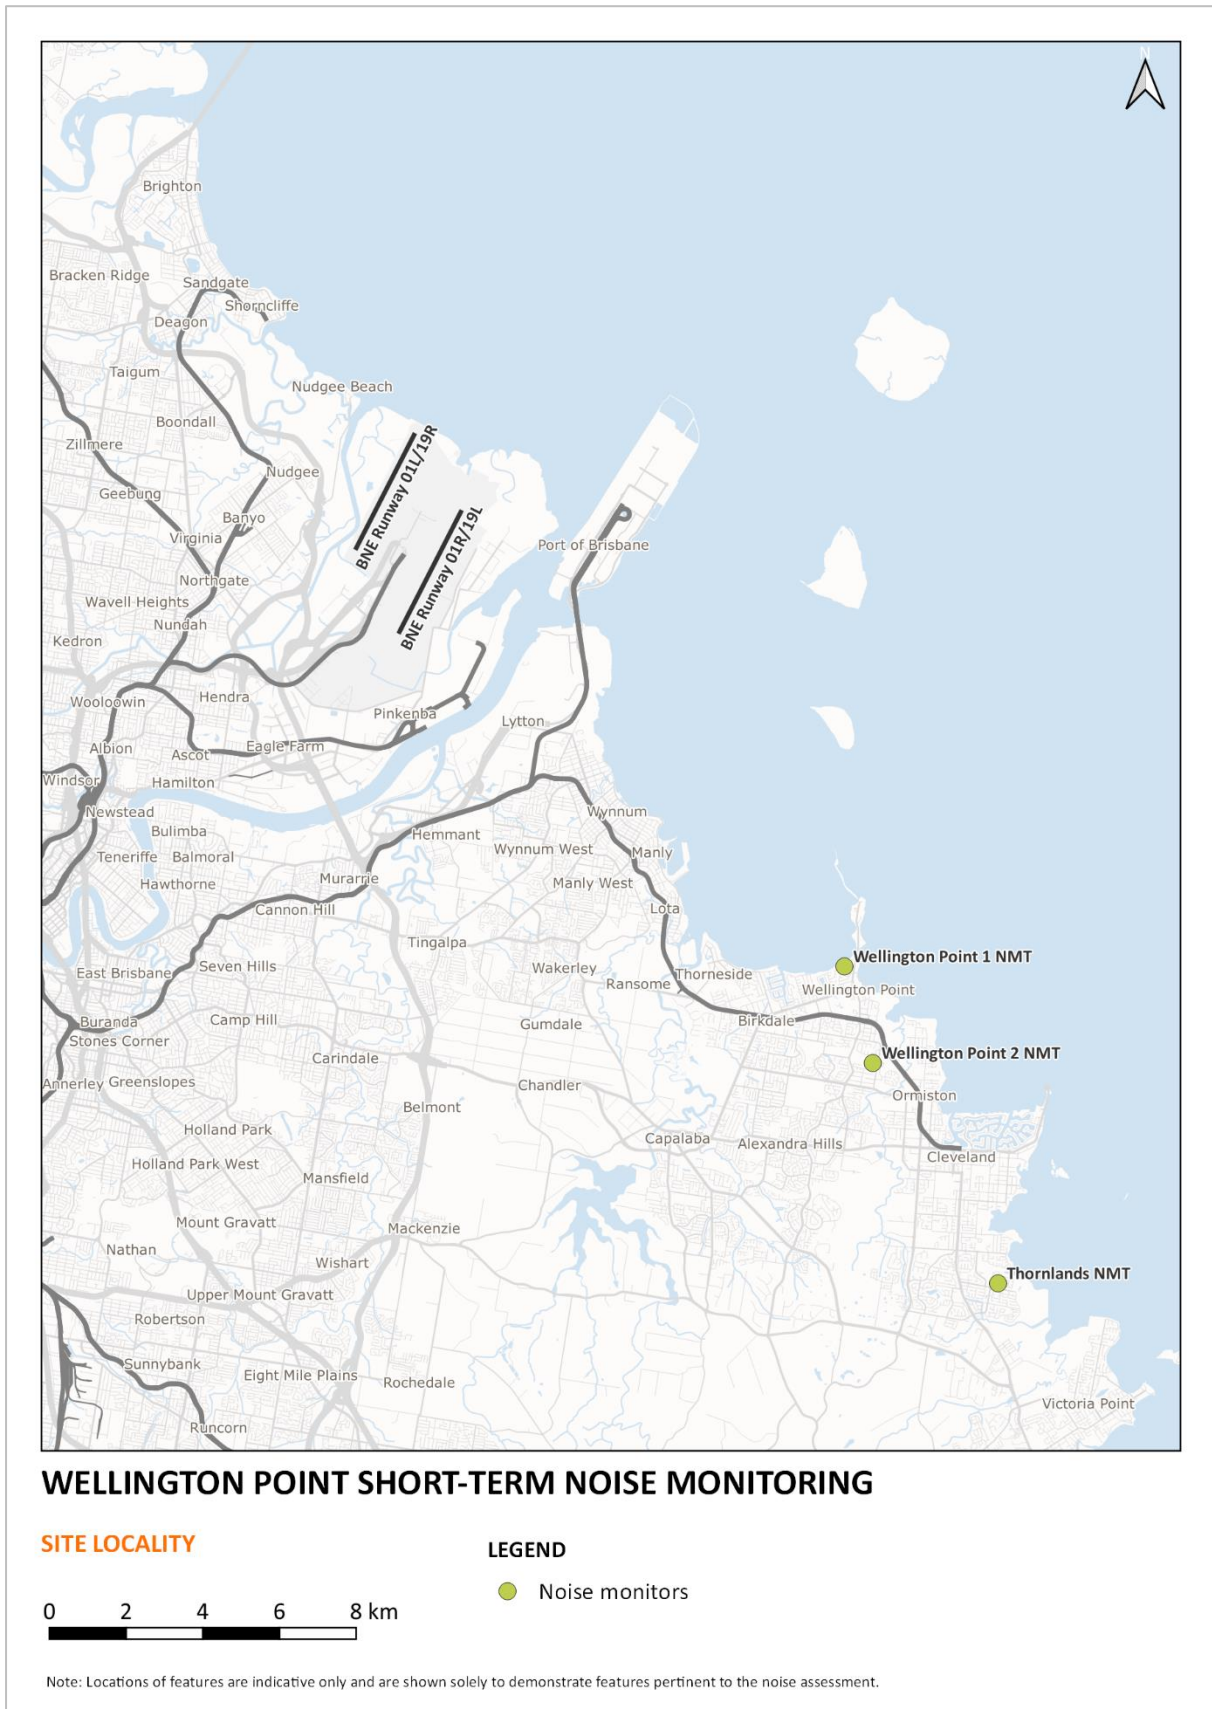 N
Brighton
Bracken Ridge
Sandgate
Shorncliffe
Deagon
Taigum
Nudgee Beach
Boondall
Zillmere
BNE Runway 01L/19R
Nudgee
Geebung
Banyo
Virginia
BNE Runway 01R/19L
Port of Brisbane
Northgate
Wavell Heights
Nundah
Kedron
Hendra
Wooloowin
Pinkenba
Lytton
Albion
Ascot
Eagle Farm
Windsor
Hamilton
Newstead
Wynnum
Bulimba
Hemmant
Teneriffe
Balmoral
Wynnum West
Manly
Hawthorne
Murarrie
Manly West
Cannon Hill
Lota
Tingalpa
Wellington Point 1 NMT
East Brisbane
Seven Hills
Wakerley
Thorneside
Ransome
Wellington Point
Buranda
Camp Hill
Gumdale
Birkdale
Stones Corner
Carindale
Wellington Point 2 NMT
Annerley
Greenslopes
Chandler
Ormiston
Belmont
Holland Park
Capalaba
Alexandra Hills
Cleveland
Holland Park West
Mansfield
Mount Gravatt
Mackenzie
Nathan
Wishart
Thornlands NMT
Upper Mount Gravatt
Robertson
Sunnybank
Eight Mile Plains
Rochedale
Victoria Point
Runcorn
WELLINGTON POINT SHORT-TERM NOISE MONITORING
SITE LOCALITY
LEGEND
Noise monitors
0 2 4 6 8 km
Note: Locations of features are indicative only and are shown solely to demonstrate features pertinent to the noise assessment.